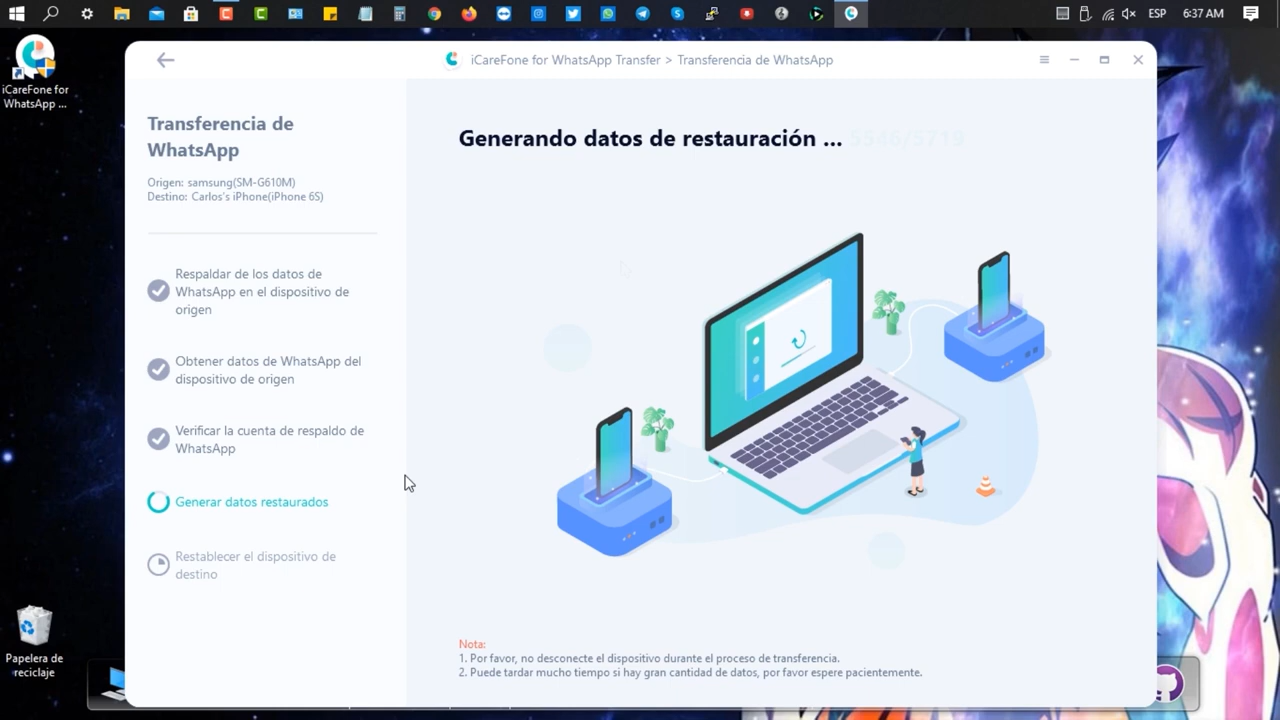 ESP
6:37 AM
iCareFone for
WhatsApp ...
iCareFone for WhatsApp Transfer > Transferencia de WhatsApp
Transferencia de
WhatsApp
Origen: samsung(SM-G610M)
Destino: Carlos's iPhone(iPhone 6S)
Respaldar de los datos de
WhatsApp en el dispositivo de
origen
Obtener datos de WhatsApp del
dispositivo de origen
Verificar la cuenta de respaldo de
WhatsApp
Generar datos restaurados
Restablecer el dispositivo de
destino
Generando datos de restauración ... 5546/5719
Nota:
1. Por favor, no desconecte el dispositivo durante el proceso de transferencia.
2. Puede tardar mucho tiempo si hay gran cantidad de datos, por favor espere pacientemente.
Papelera de
reciclaje